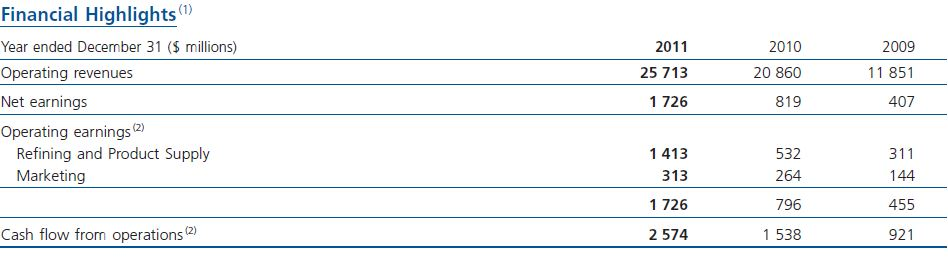 Financial Highlights (1)
Year ended December 31 ($ millions) 2011 2010 2009
Operating revenues 25 713 20 860 11 851
Net earnings 1 726 819 407
Operating earnings (2)
Refining and Product Supply 1 413 532 311
Marketing 313 264 144
1 726 796 455
Cash flow from operations (2) 2 574 1 538 921